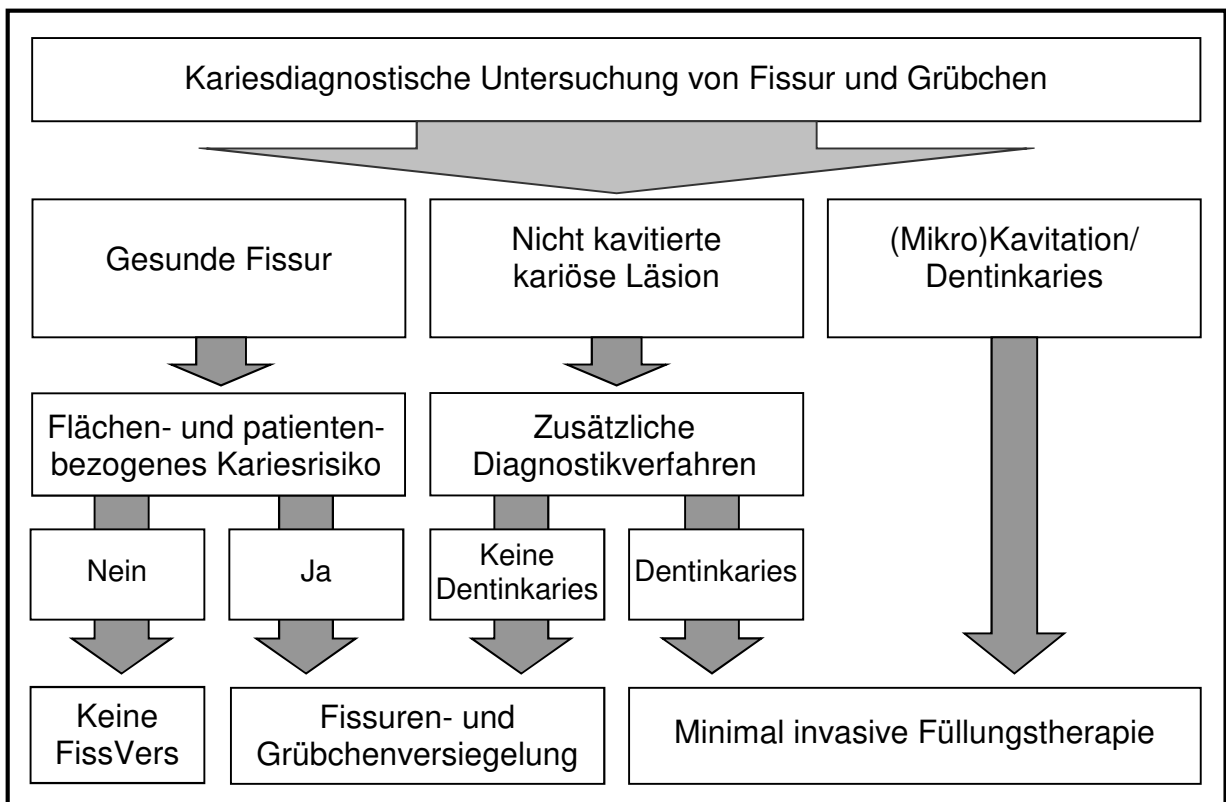 Kariesdiagnostische Untersuchung von Fissur und Grübchen
Gesunde Fissur
Nicht kavitierte
kariöse Läsion
(Mikro)Kavitation/
Dentinkaries
Flächen- und patienten-
bezogenes Kariesrisiko
Zusätzliche
Diagnostikverfahren
Nein
Ja
Keine
Dentinkaries
Dentinkaries
Keine
FissVers
Fissuren- und
Grübchenversiegelung
Minimal invasive Füllungstherapie